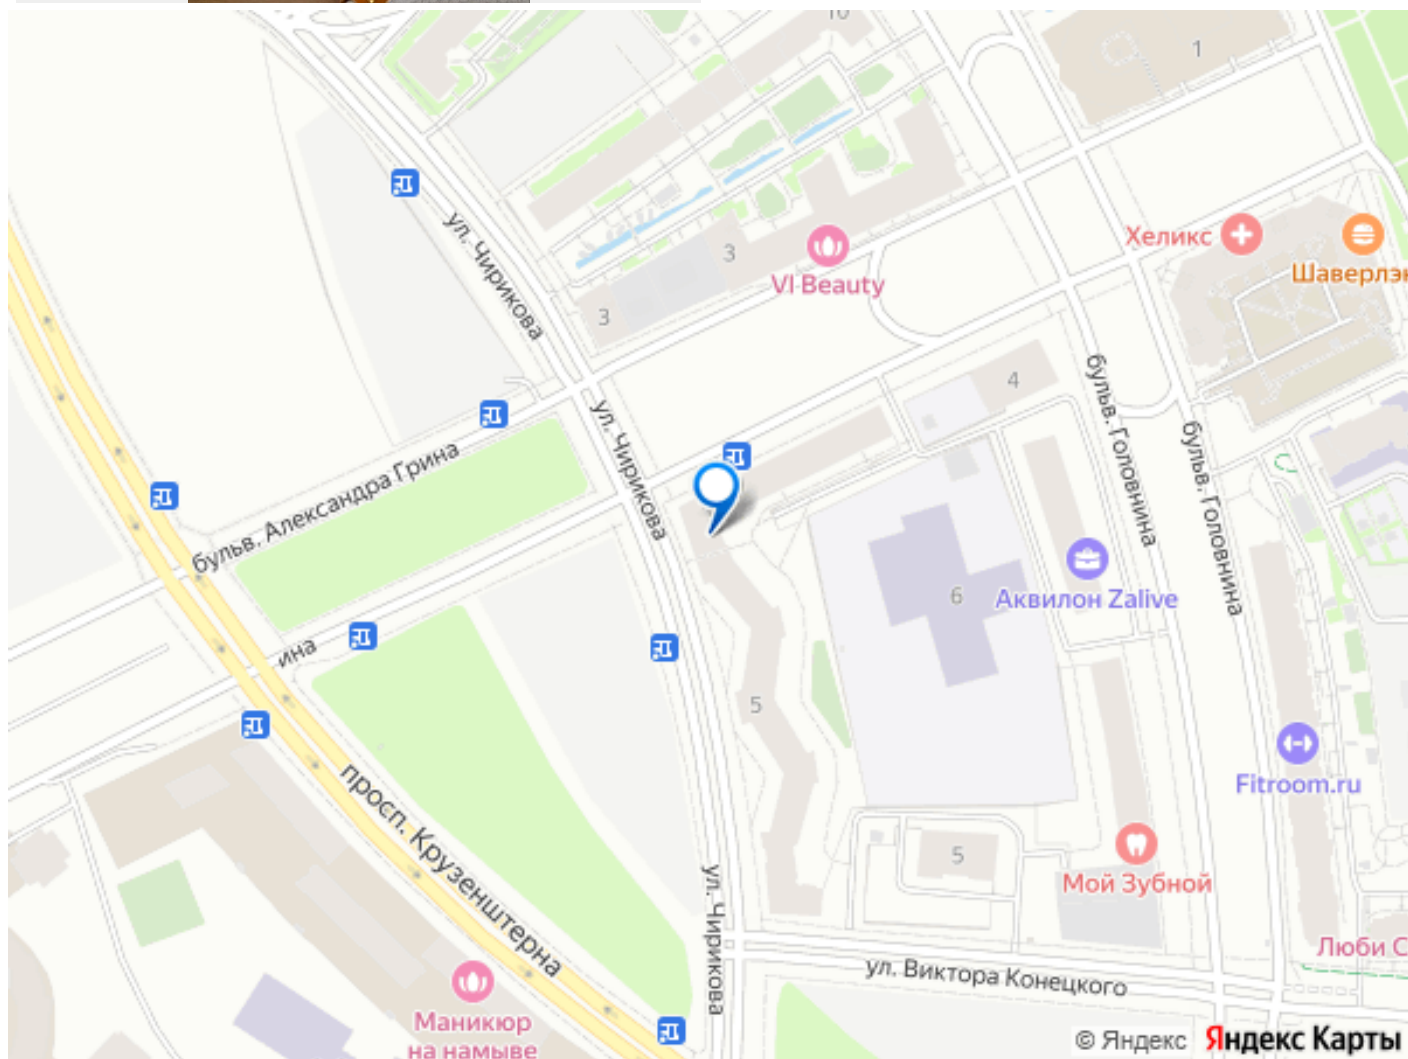 10
1
ул. Чирикова
Хеликс
Шаверлэн
3
VI Beauty
3
4
ул. Чирикова
бульв. Головнина
бульв. Головнина
бульв. Александра Грина
ина
6
Аквилон Zalive
5
Fitroom.ru
просп. Крузенштерна
5
Мой Зубной
ул. Чирикова
Люби С
ул. Виктора Конецкого
Маникюр
на намыве
© Яндекс
Яндекс Карты